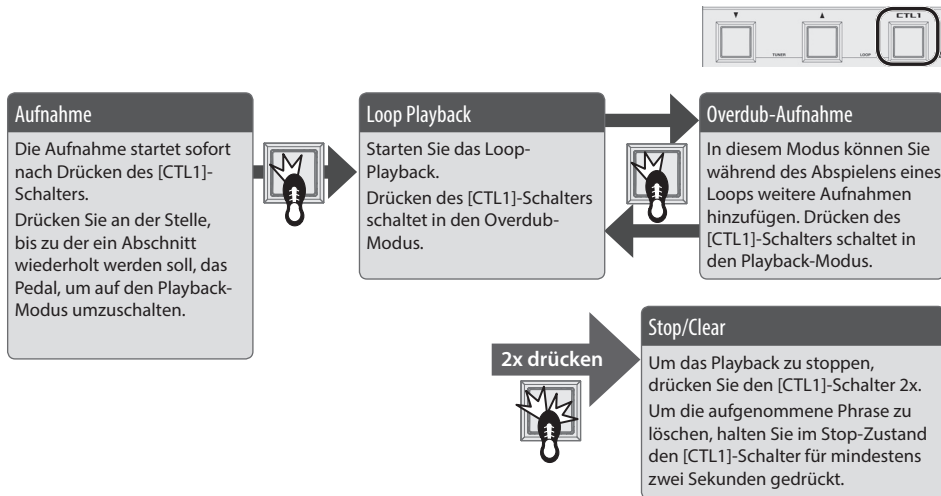 CTL1
TUNER
LOOP
Aufnahme
Die Aufnahme startet sofort
nach Drücken des [CTL1]-
Schalters.
Drücken Sie an der Stelle,
bis zu der ein Abschnitt
wiederholt werden soll, das
Pedal, um auf den Playback-
Modus umzuschalten.
Loop Playback
Starten Sie das Loop-
Playback.
Drücken des [CTL1]-Schalters
schaltet in den Overdub-
Modus.
Overdub-Aufnahme
In diesem Modus können Sie
während des Abspielens eines
Loops weitere Aufnahmen
hinzufügen. Drücken des
[CTL1]-Schalters schaltet in
den Playback-Modus.
2x drücken
Stop/Clear
Um das Playback zu stoppen,
drücken Sie den [CTL1]-Schalter 2x.
Um die aufgenommene Phrase zu
löschen, halten Sie im Stop-Zustand
den [CTL1]-Schalter für mindestens
zwei Sekunden gedrückt.